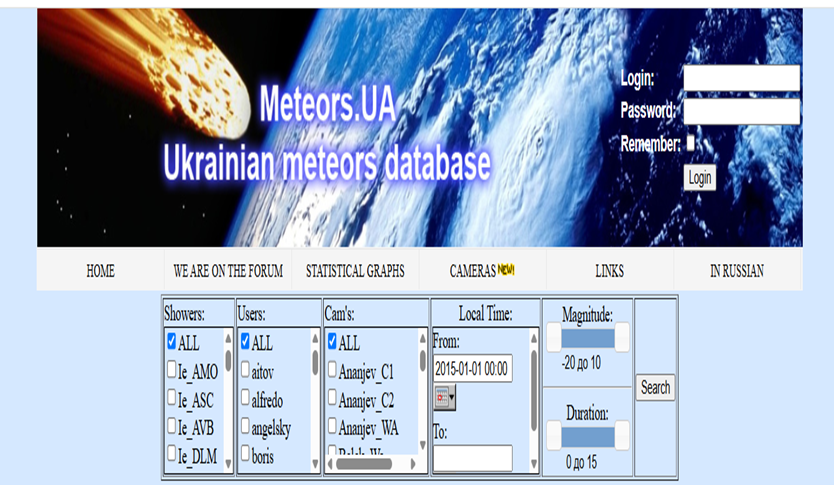 Meteors.UA
Ukrainian meteors database
Login:
Password:
Remember:
Login
HOME
WE ARE ON THE FORUM
STATISTICAL GRAPHS
CAMERAS NEW!
LINKS
IN RUSSIAN
Showers:
ALL
Ie_AMO
Ie_ASC
Ie_AVB
Ie_DLM
Users:
ALL
aitov
alfredo
angelsky
boris
Cam's:
ALL
Ananjev_C1
Ananjev_C2
Ananjev_WA
Local Time:
From:
2015-01-01 00:00
To:
Magnitude:
-20 до 10
Duration:
0 до 15
Search